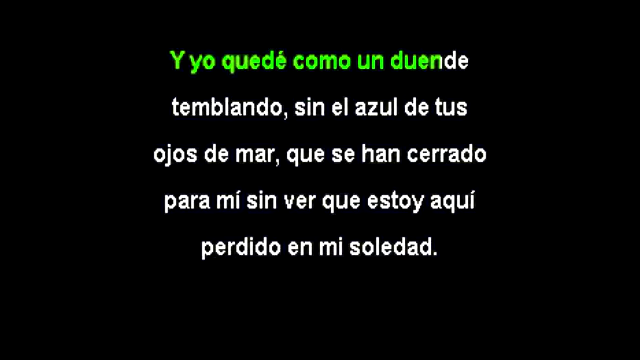 Y yo quedé como un duende
temblando, sin el azul de tus
ojos de mar, que se han cerrado
para mí sin ver que estoy aquí
perdido en mi soledad.